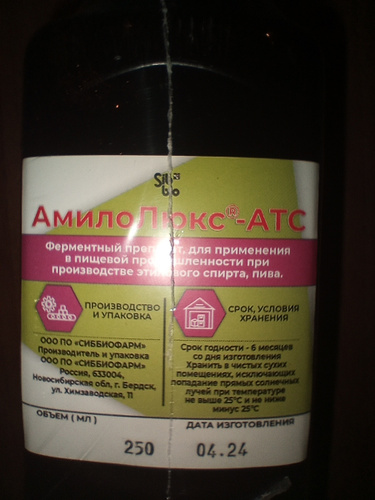 Sib bio
АмилоЛюкс®-АТС
Ферментный препарат, для применения
в пищевой промышленности при
производстве этилового спирта, пива.
ПРОИЗВОДСТВО
И УПАКОВКА
ООО ПО «СИББИОФАРМ»
Производитель и упаковка
ООО ПО «СИББИОФАРМ»
Россия, 633004,
Новосибирская обл, г. Бердск,
ул. Химзаводская, 11
СРОК, УСЛОВИЯ
ХРАНЕНИЯ
Срок годности - 6 месяцев
со дня изготовления
Хранить в чистых сухих
помещениях, исключающих
попадание прямых солнечных
лучей при температуре
не выше 25°С и не ниже
минус 25°С
ОБЪЕМ ( МЛ )
250
ДАТА ИЗГОТОВЛЕНИЯ
04.24